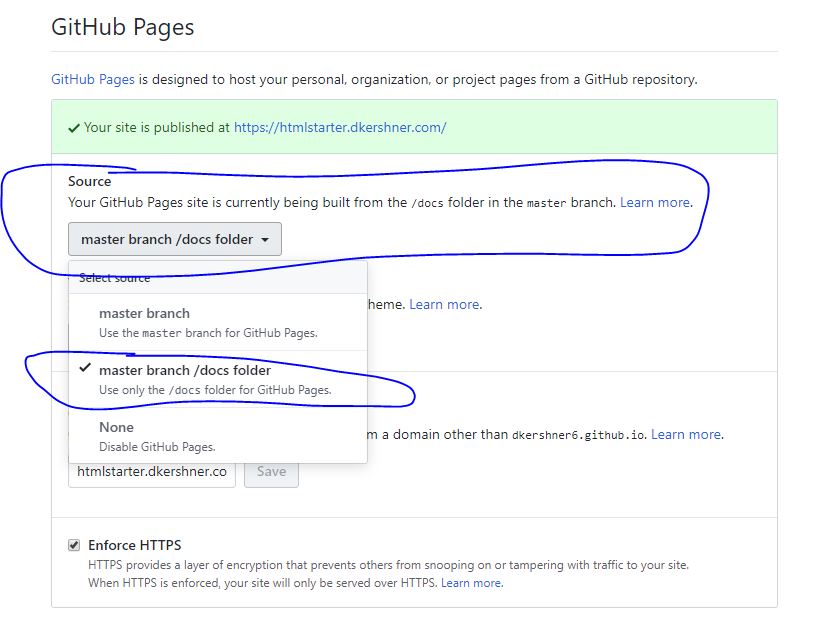 GitHub Pages
GitHub Pages is designed to host your personal, organization, or project pages from a GitHub repository.
Your site is published at https://htmlstarter.dkershner.com/
Source
Your GitHub Pages site is currently being built from the /docs folder in the master branch. Learn more.
master branch /docs folder
Select source
heme. Learn more.
master branch
Use the master branch for GitHub Pages.
master branch /docs folder
Use only the /docs folder for GitHub Pages.
None
m a domain other than dkershner6.github.io. Learn more.
Disable GitHub Pages.
htmlstarter.dkershner.co
Save
Enforce HTTPS
HTTPS provides a layer of encryption that prevents others from snooping on or tampering with traffic to your site.
When HTTPS is enforced, your site will only be served over HTTPS. Learn more.